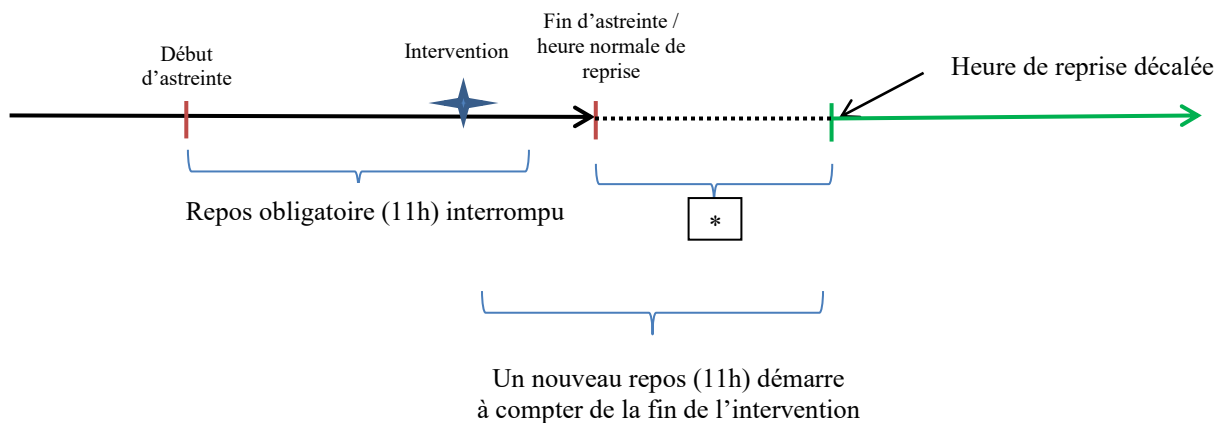 Début
d’astreinte
Intervention
Fin d’astreinte /
heure normale de
reprise
Heure de reprise décalée
Repos obligatoire (11h) interrompu
*
Un nouveau repos (11h) démarre
à compter de la fin de l’intervention